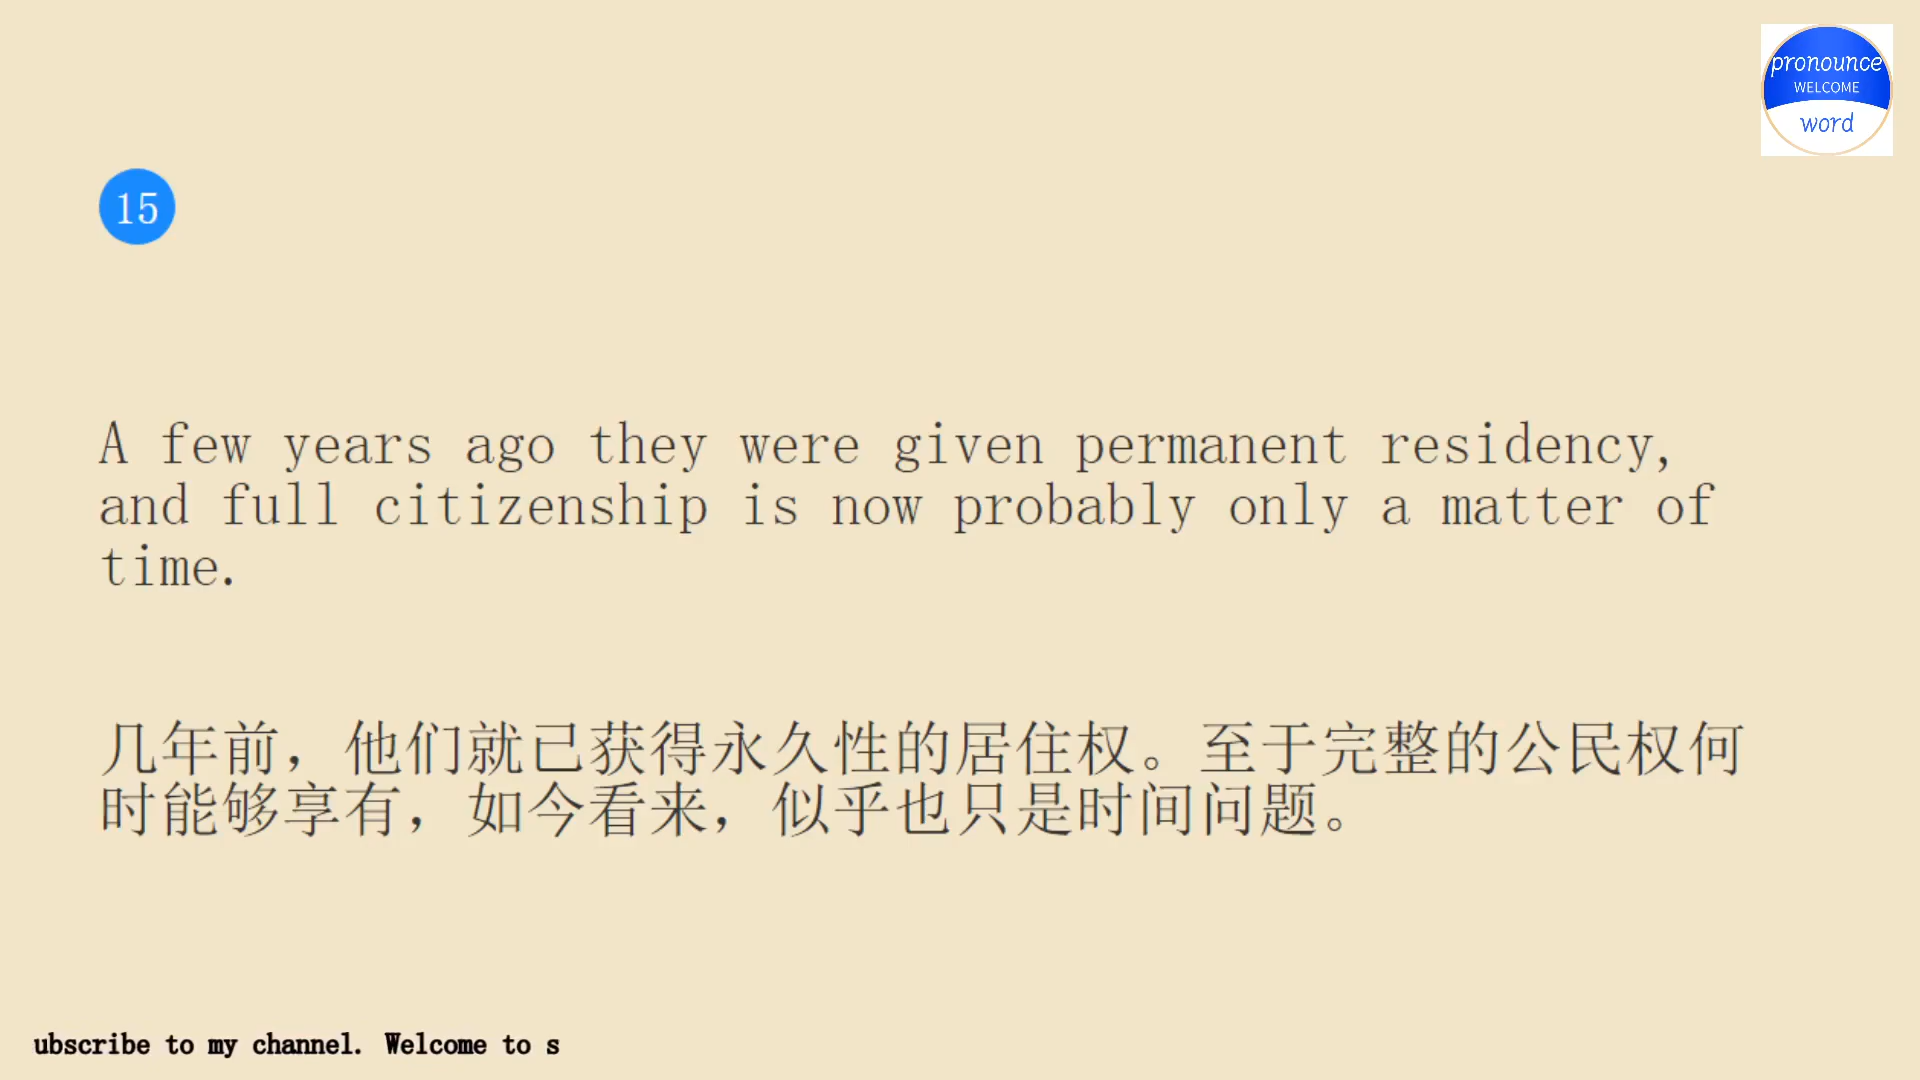 pronounce
WELCOME
word
15
A few years ago they were given permanent residency,
and full citizenship is now probably only a matter of
time.
几年前，他们就已获得永久性的居住权。至于完整的公民权何
时能够享有，如今看来，似乎也只是时间问题。
ubscribe to my channel. Welcome to s